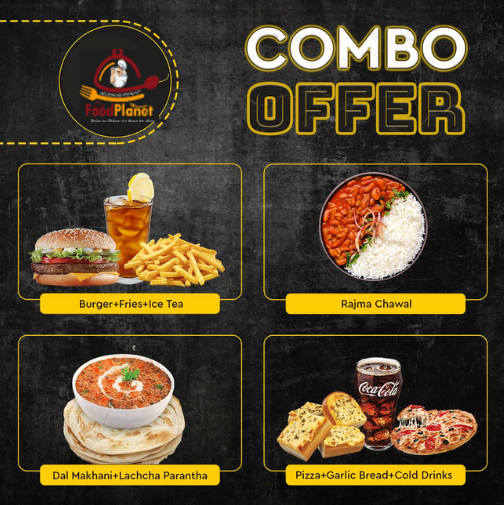 COMBO
OFFER
FoodPlanet
Burger+Fries+Ice Tea
Rajma Chawal
Coca-Cola
Dal Makhani+Lachcha Parantha
Pizza+Garlic Bread+Cold Drinks